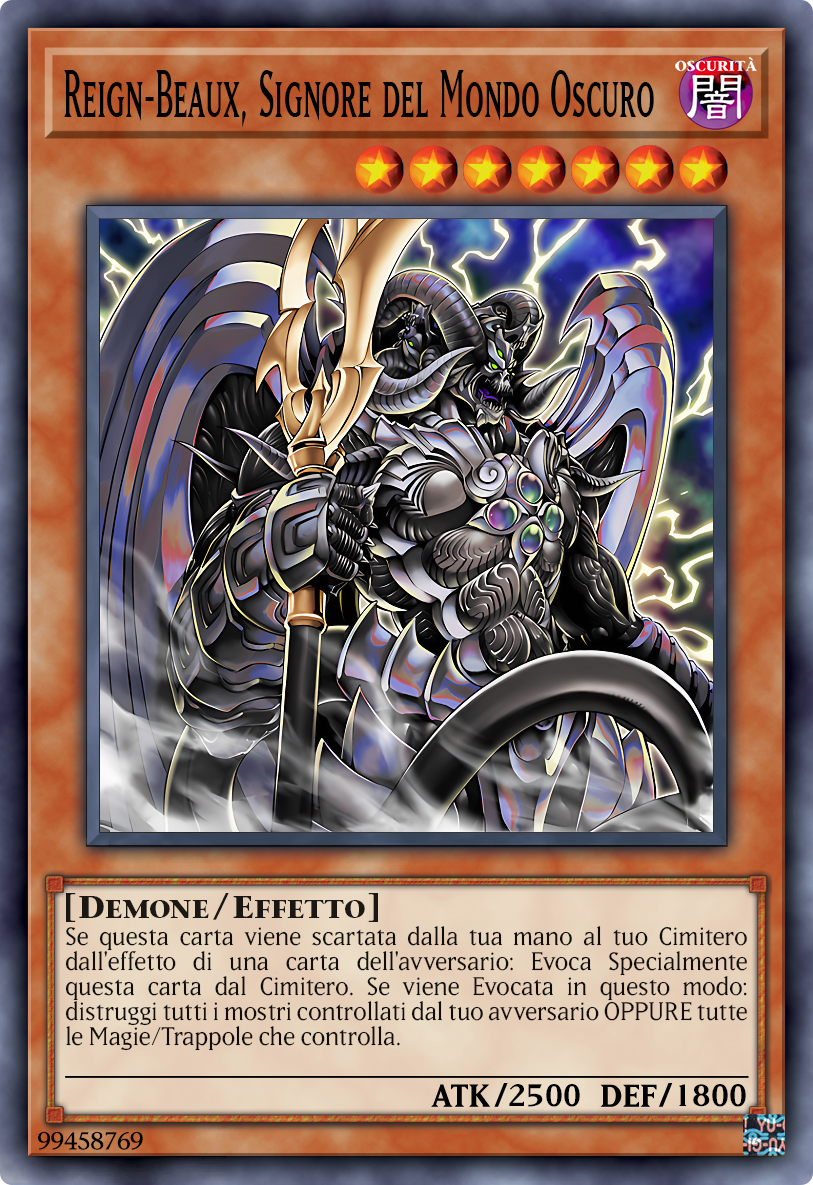 Reign-Beaux, Signore del Mondo Oscuro
OSCURITÀ
闇
[Demone/Effetto]
Se questa carta viene scartata dalla tua mano al tuo Cimitero
dall'effetto di una carta dell'avversario: Evoca Specialmente
questa carta dal Cimitero. Se viene Evocata in questo modo:
distruggi tutti i mostri controllati dal tuo avversario OPPURE tutte
le Magie/Trappole che controlla.
ATK/2500 DEF/1800
99458769